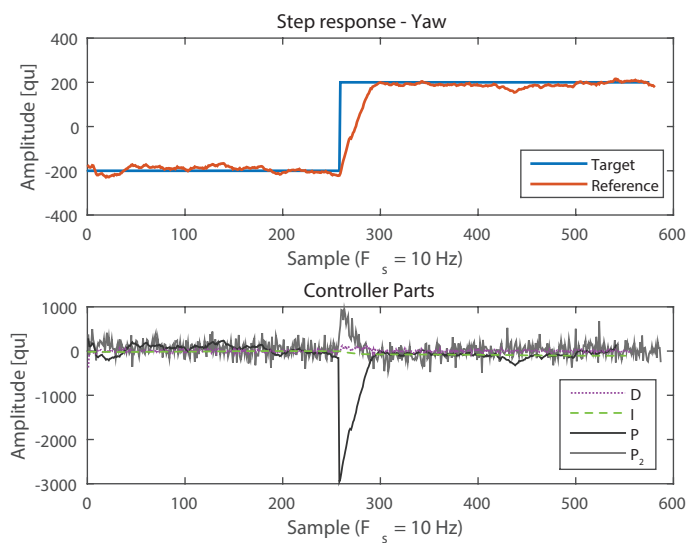 Step response - Yaw
400
200
0
-200
-400
Amplitude [qu]
Target
Reference
0 100 200 300 400 500 600
Sample (F s = 10 Hz)
Controller Parts
1000
0
-1000
-2000
-3000
Amplitude [qu]
D
I
P
P2
0 100 200 300 400 500 600
Sample (F s = 10 Hz)